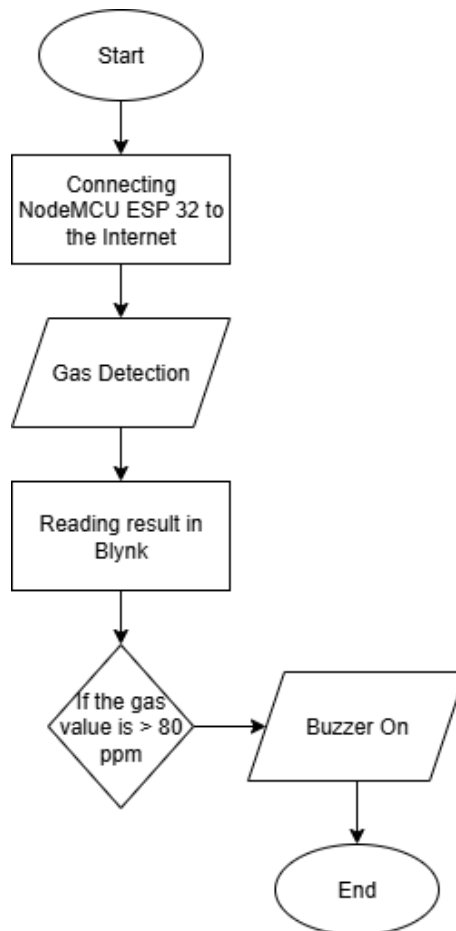 Start
Connecting
NodeMCU ESP 32 to
the Internet
Gas Detection
Reading result in
Blynk
If the gas
value is > 80
ppm
Buzzer On
End